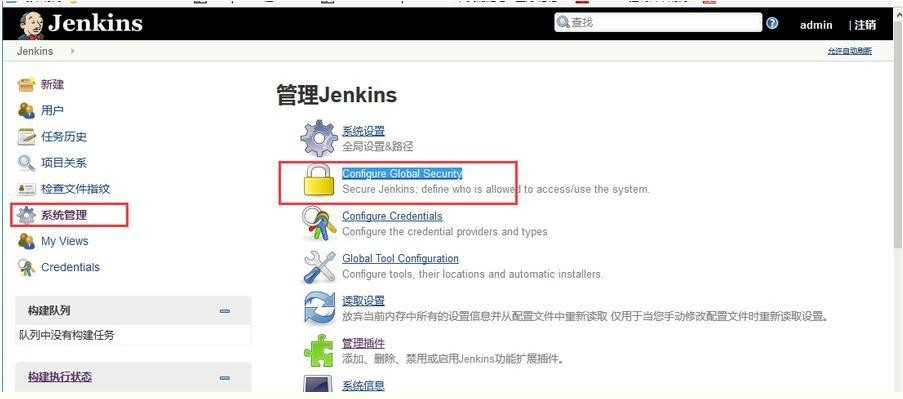 Jenkins
查找
admin
| 注销
Jenkins
允许自动刷新
新建
用户
任务历史
项目关系
检查文件指纹
系统管理
My Views
Credentials
构建队列
队列中没有构建任务
构建执行状态
管理Jenkins
系统设置
全局设置&路径
Configure Global Security
Secure Jenkins; define who is allowed to access/use the system.
Configure Credentials
Configure the credential providers and types
Global Tool Configuration
Configure tools, their locations and automatic installers.
读取设置
放弃当前内存中所有的设置信息并从配置文件中重新读取 仅用于当您手动修改配置文件时重新读取设置。
管理插件
添加、删除、禁用或启用Jenkins功能扩展插件。
系统信息